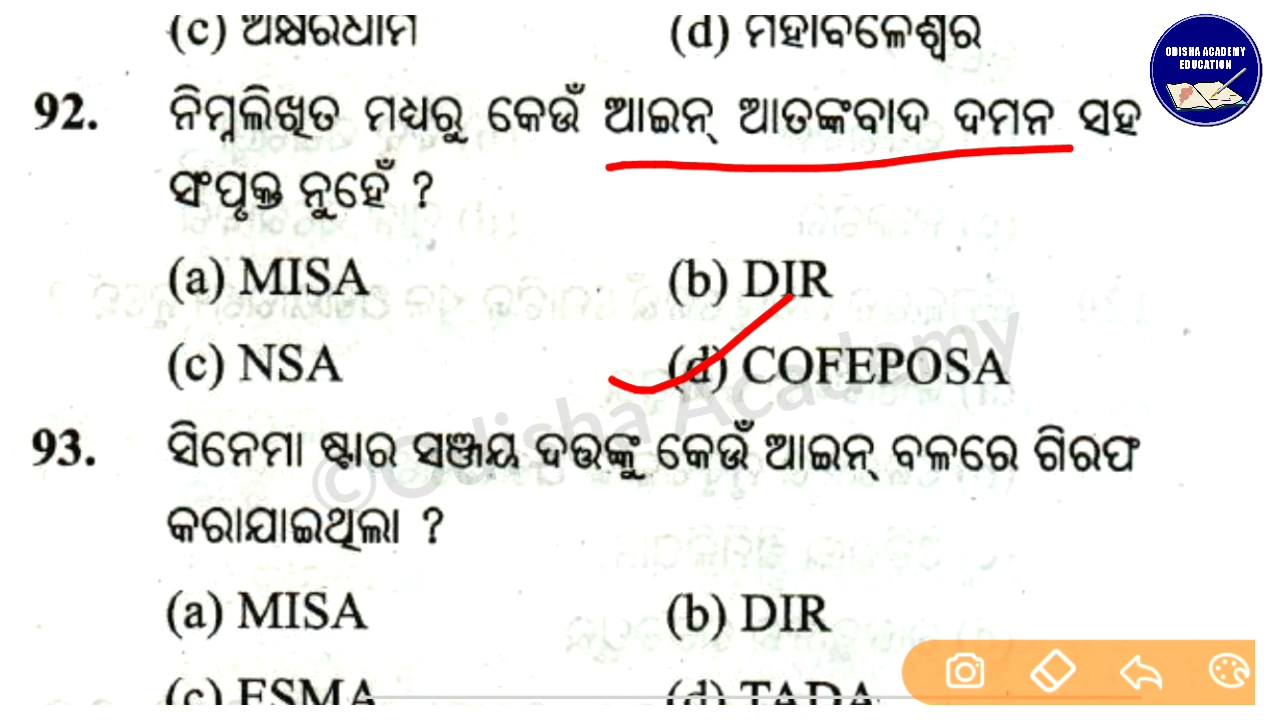 (c) ଅକ୍ଷରଧାମ (d) ମହାବଳେଶ୍ୱର
ODISHA ACADEMY
EDUCATION
92. ନିମ୍ନଲିଖିତ ମଧ୍ୟରୁ କେଉଁ ଆଇନ୍ ଆତଙ୍କବାଦ ଦମନ ସହ
ସଂପୃକ୍ତ ନୁହେଁ ?
(a) MISA (b) DIR
(c) NSA (d) COFEPOSA
©Odisha Academy
93. ସିନେମା ଷ୍ଟାର ସଞ୍ଜୟ ଦତ୍ତଙ୍କୁ କେଉଁ ଆଇନ୍ ବଳରେ ଗିରଫ
କରାଯାଇଥିଲା ?
(a) MISA (b) DIR
(c) ESMA (d) TADA